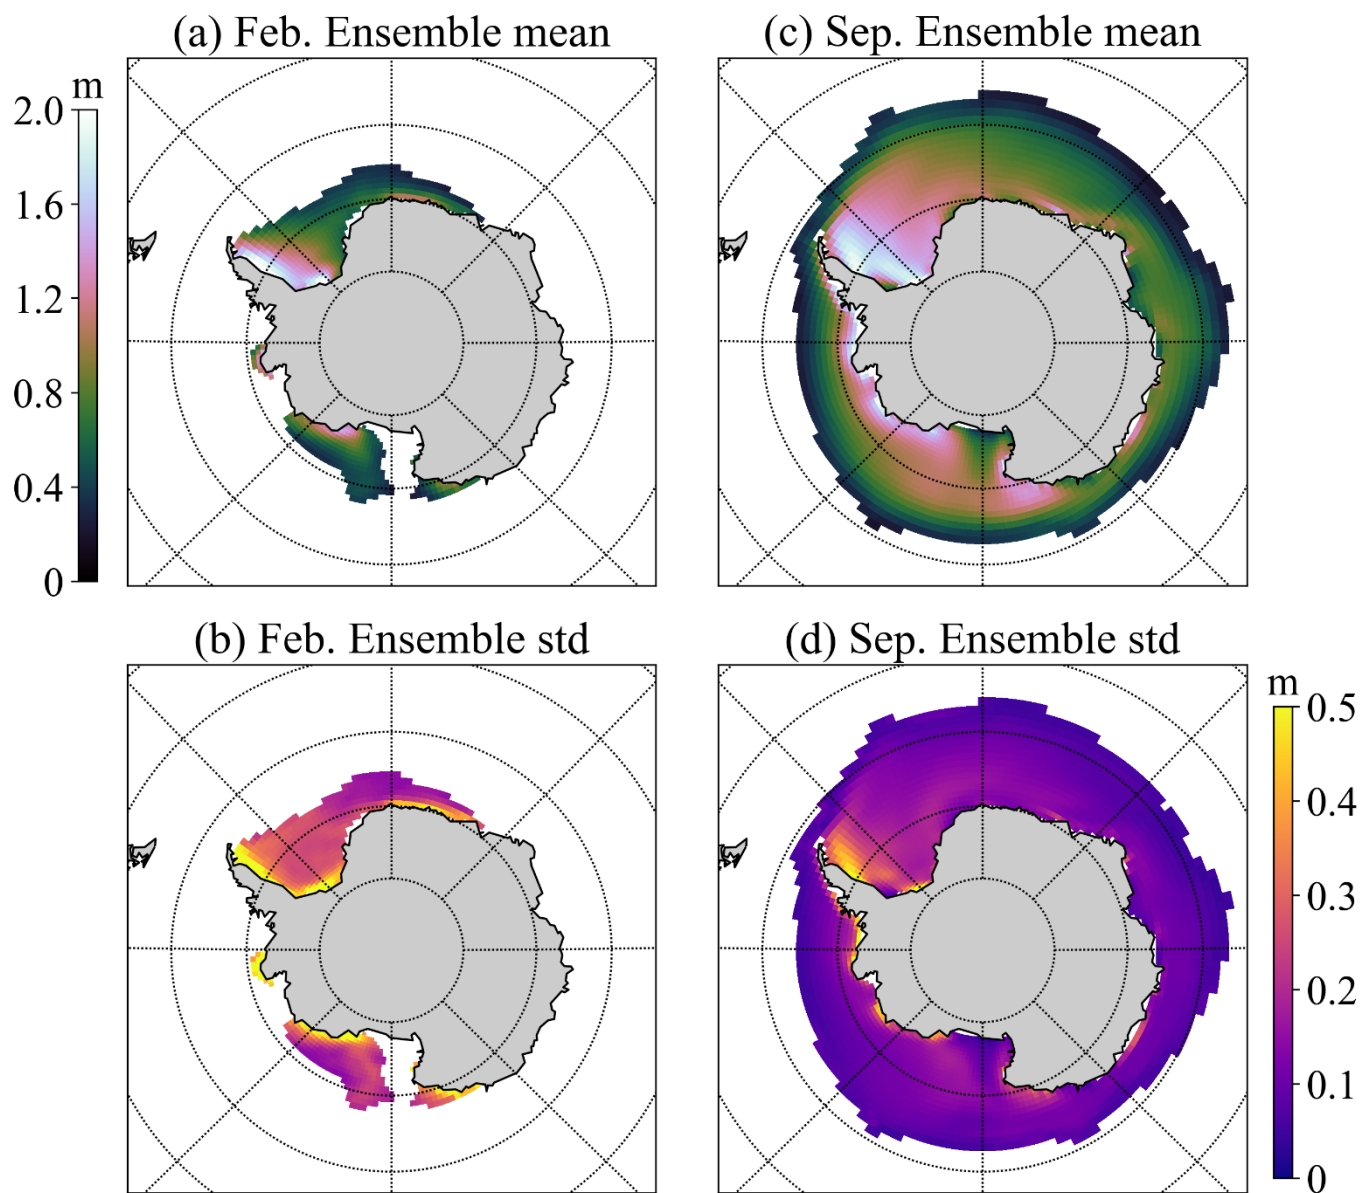 (a) Feb. Ensemble mean
(c) Sep. Ensemble mean
m
2.0
1.6
1.2
0.8
0.4
0
(b) Feb. Ensemble std
(d) Sep. Ensemble std
m
0.5
0.4
0.3
0.2
0.1
0